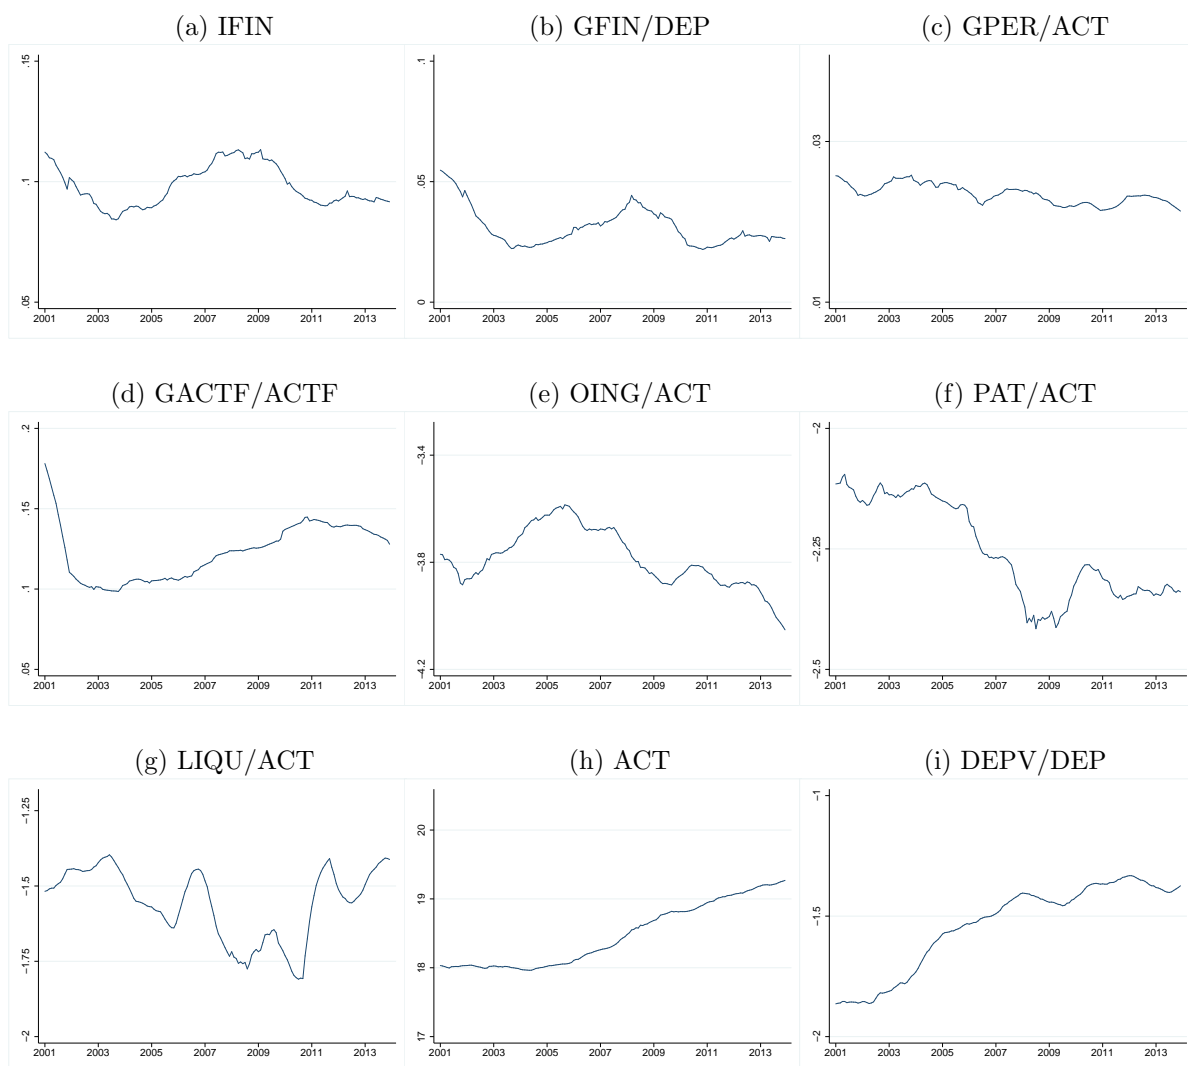 (a) IFIN
(b) GFIN/DEP
(c) GPER/ACT
.15
.1
.05
2001 2003 2005 2007 2009 2011 2013
.1
.05
0
2001 2003 2005 2007 2009 2011 2013
.03
.01
2001 2003 2005 2007 2009 2011 2013
(d) GACTF/ACTF
(e) OING/ACT
(f) PAT/ACT
.2
.15
.1
.05
2001 2003 2005 2007 2009 2011 2013
−3.4
−3.8
−4.2
2001 2003 2005 2007 2009 2011 2013
−2
−2.25
−2.5
2001 2003 2005 2007 2009 2011 2013
(g) LIQU/ACT
(h) ACT
(i) DEPV/DEP
−1.25
−1.5
−1.75
−2
2001 2003 2005 2007 2009 2011 2013
20
19
18
17
2001 2003 2005 2007 2009 2011 2013
−1
−1.5
−2
2001 2003 2005 2007 2009 2011 2013